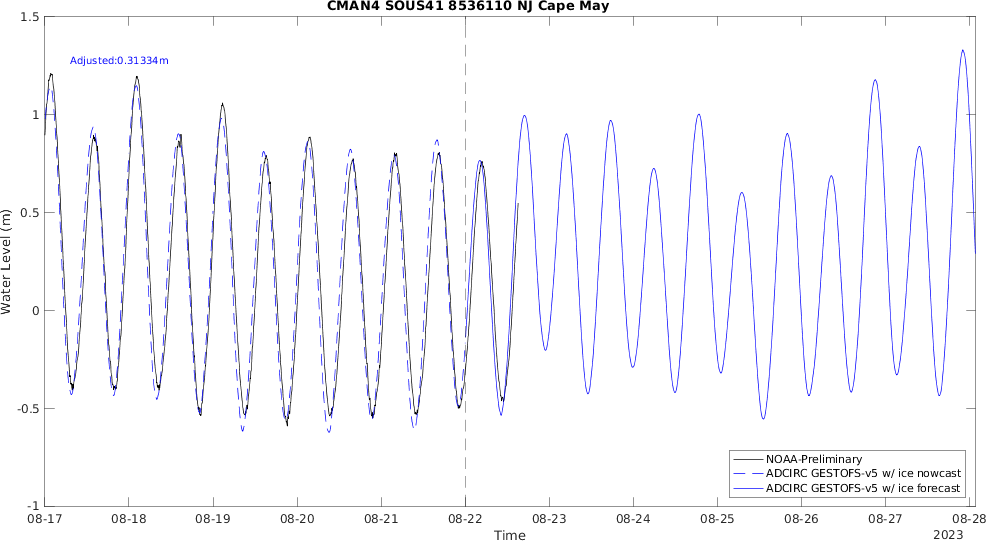 CMAN4 SOUS41 8536110 NJ Cape May
Adjusted:0.31334m
Water Level (m)
1.5
1
0.5
0
-0.5
-1
08-17
08-18
08-19
08-20
08-21
08-22
08-23
08-24
08-25
08-26
08-27
08-28
Time
2023
NOAA-Preliminary
ADCIRC GESTOFS-v5 w/ ice nowcast
ADCIRC GESTOFS-v5 w/ ice forecast